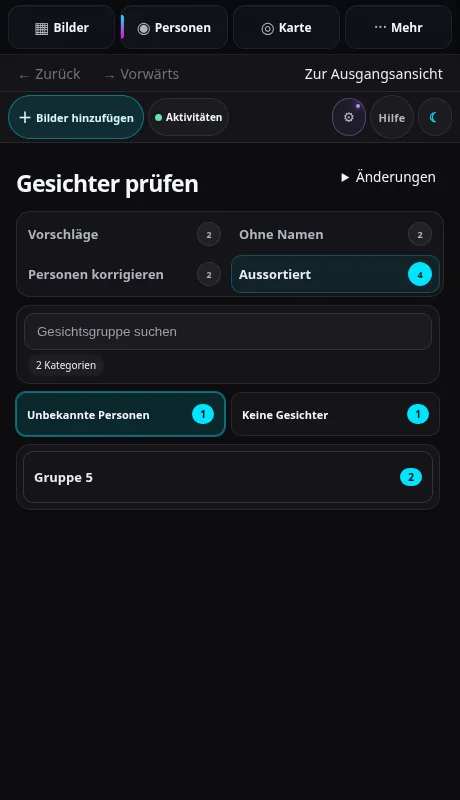 Bilder
Personen
Karte
Mehr
← Zurück
→ Vorwärts
Zur Ausgangsansicht
+ Bilder hinzufügen
Aktivitäten
Hilfe
Gesichter prüfen
▶ Änderungen
Vorschläge 2
Ohne Namen 2
Personen korrigieren 2
Aussortiert 4
Gesichtsgruppe suchen
2 Kategorien
Unbekannte Personen 1
Keine Gesichter 1
Gruppe 5 2